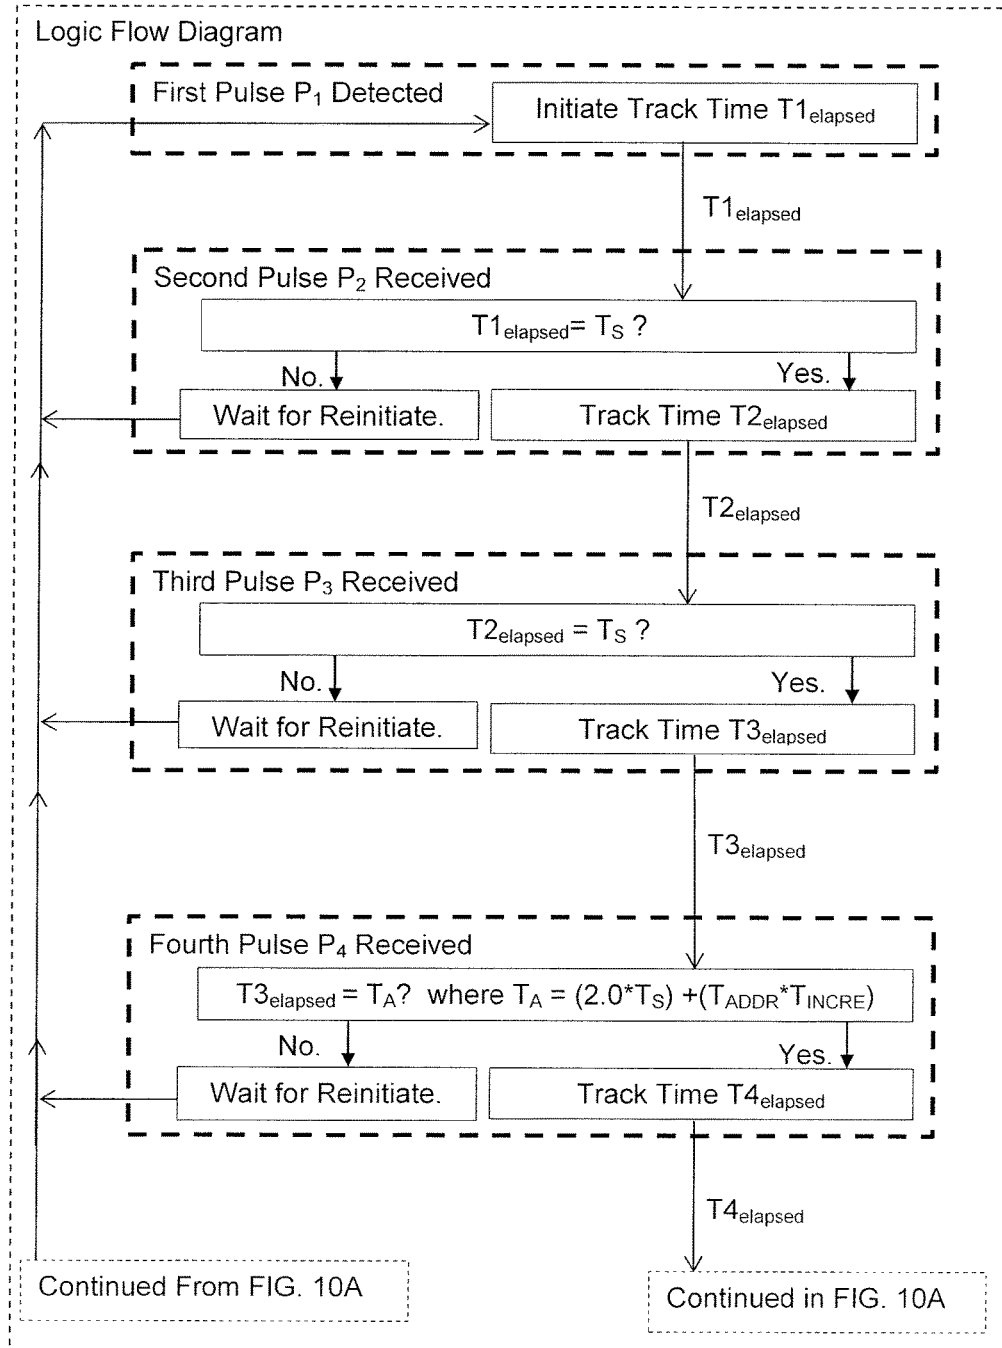 Logic Flow Diagram
First Pulse P₁ Detected
Initiate Track Time T1elapsed
T1elapsed
Second Pulse P₂ Received
T1elapsed= TS ?
No.
Yes.
Wait for Reinitiate.
Track Time T2elapsed
T2elapsed
Third Pulse P₃ Received
T2elapsed = TS ?
No.
Yes.
Wait for Reinitiate.
Track Time T3elapsed
T3elapsed
Fourth Pulse P₄ Received
T3elapsed = TA? where TA = (2.0*TS) +(TADDR*TINCRE)
No.
Yes.
Wait for Reinitiate.
Track Time T4elapsed
T4elapsed
Continued From FIG. 10A
Continued in FIG. 10A